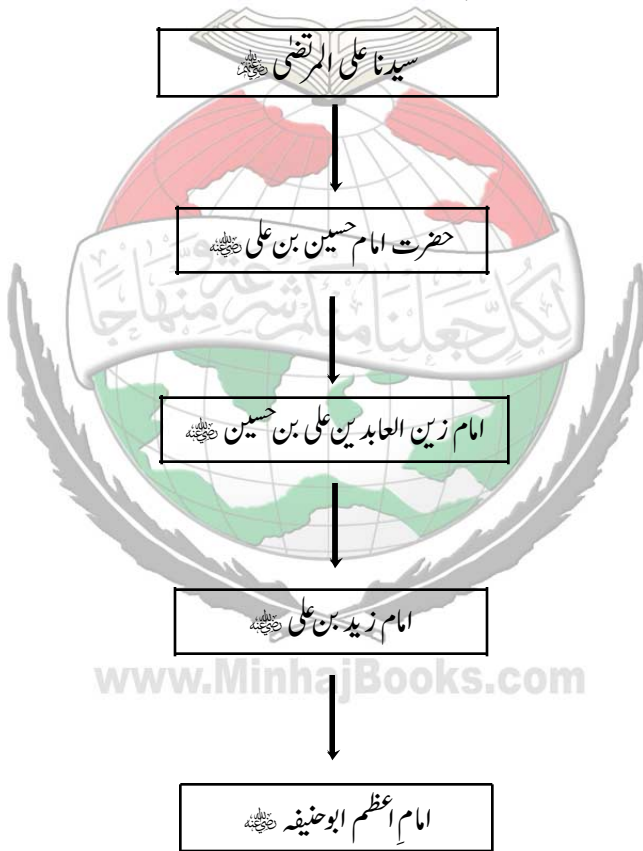 سیدنا علی المرتضٰی رضی اللہ عنہ
حضرت امام حسین بن علی رضی اللہ عنہ
لِكُلٍّ جَعَلْنَا مِنْكُمْ شِرْعَةً وَّ مِنْهَاجًا
امام زین العابدین علی بن حسین رضی اللہ عنہ
امام زید بن علی رضی اللہ عنہ
www.MinhajBooks.com
امامِ اعظم ابوحنیفہ رضی اللہ عنہ